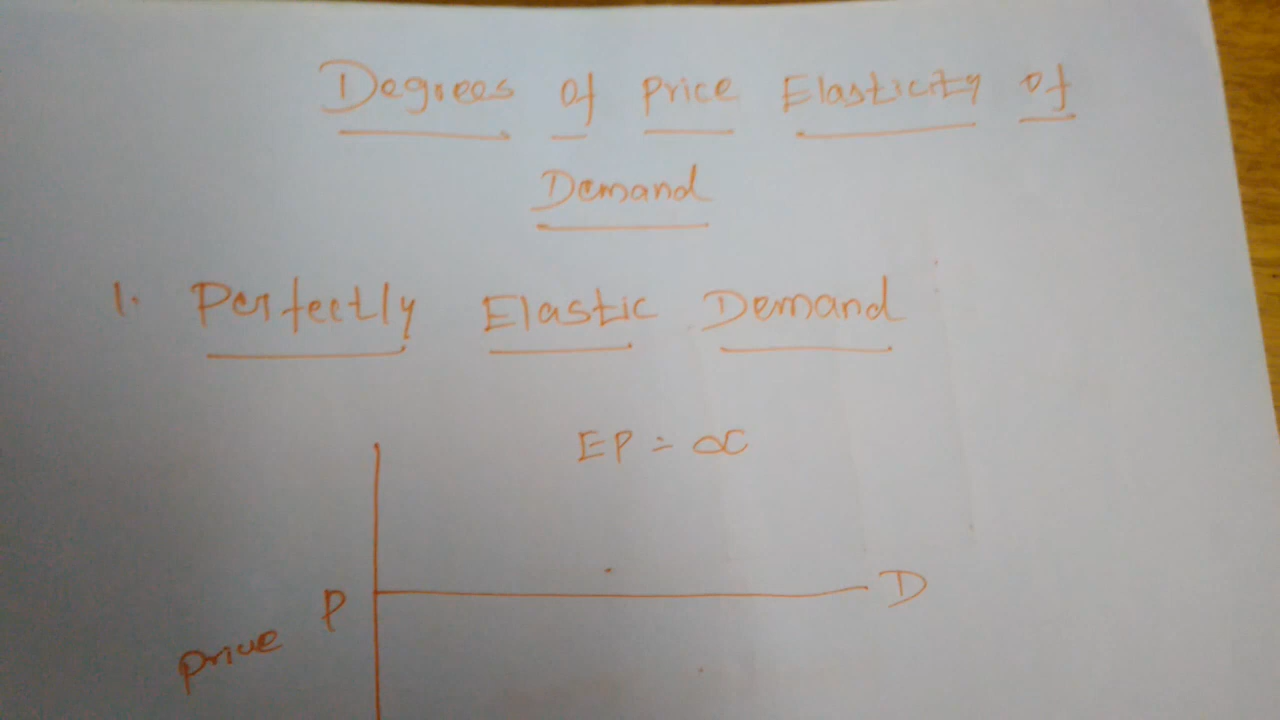 Degrees of Price Elasticity of
Demand
1. Perfectly Elastic Demand
EP = ∝
P
D
price